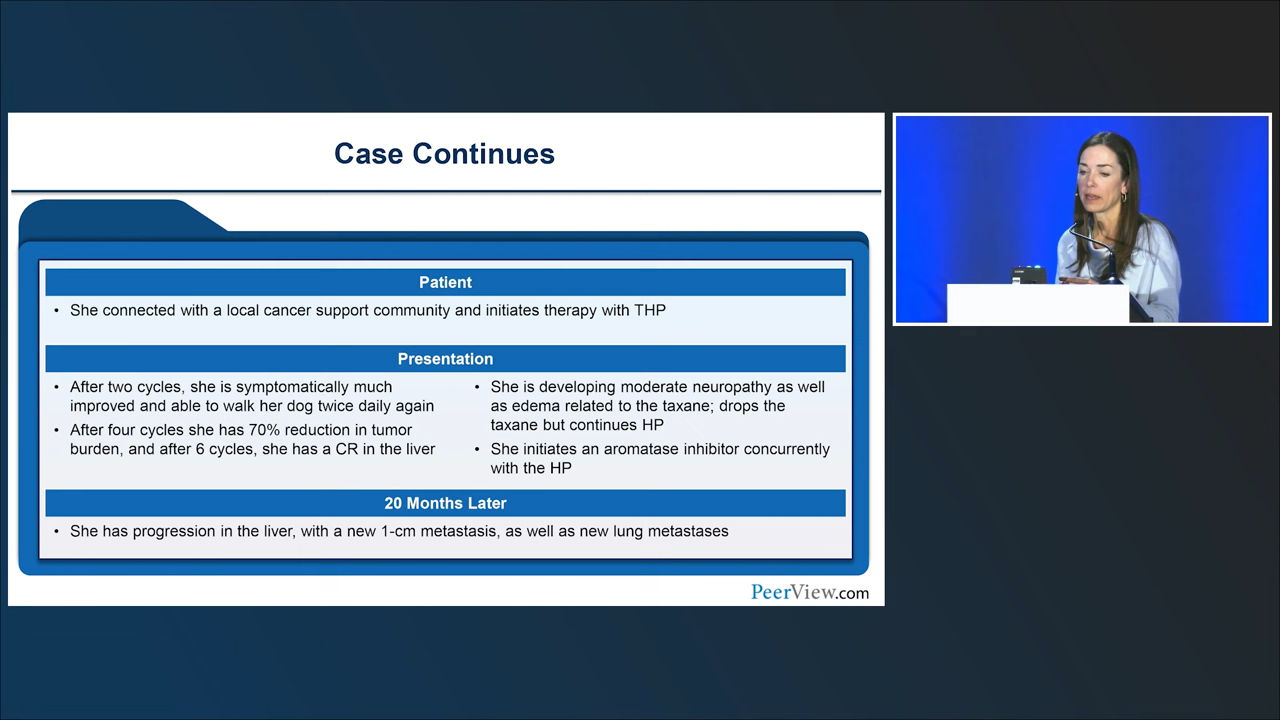 Case Continues
Patient
• She connected with a local cancer support community and initiates therapy with THP
Presentation
• After two cycles, she is symptomatically much
improved and able to walk her dog twice daily again
• After four cycles she has 70% reduction in tumor
burden, and after 6 cycles, she has a CR in the liver
• She is developing moderate neuropathy as well
as edema related to the taxane; drops the
taxane but continues HP
• She initiates an aromatase inhibitor concurrently
with the HP
20 Months Later
• She has progression in the liver, with a new 1-cm metastasis, as well as new lung metastases
PeerView.com